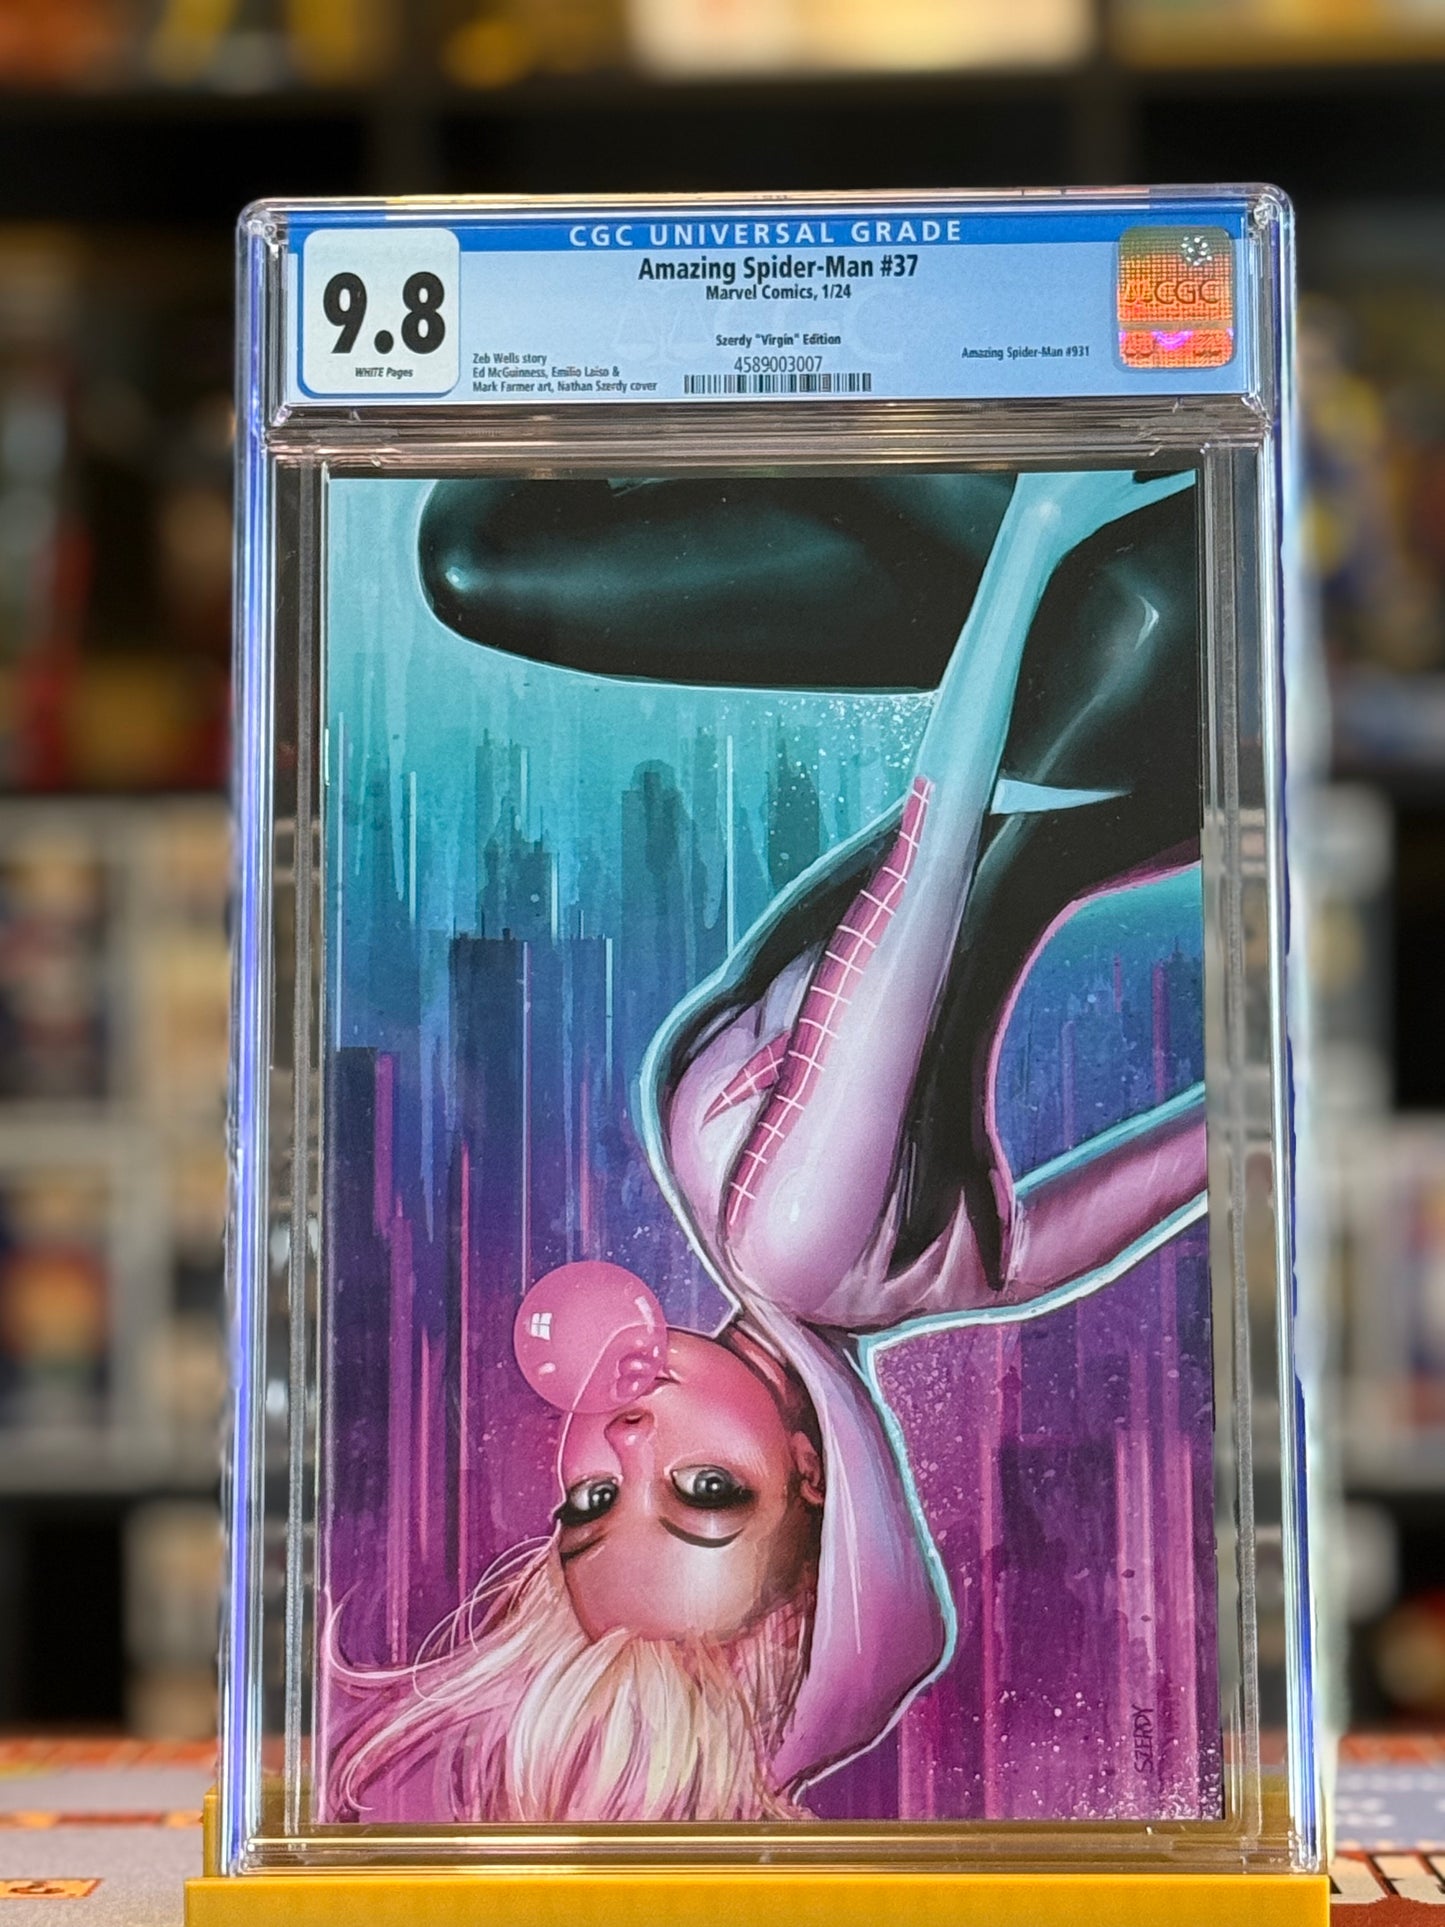 CGC UNIVERSAL GRADE
9.8
WHITE Pages
Amazing Spider-Man #37
Marvel Comics, 1/24
Szerdy "Virgin" Edition
4589003007
Zeb Wells story
Ed McGuinness, Emilio Laiso &
Mark Farmer art, Nathan Szerdy cover
Amazing Spider-Man #931
CGC
SZERDY